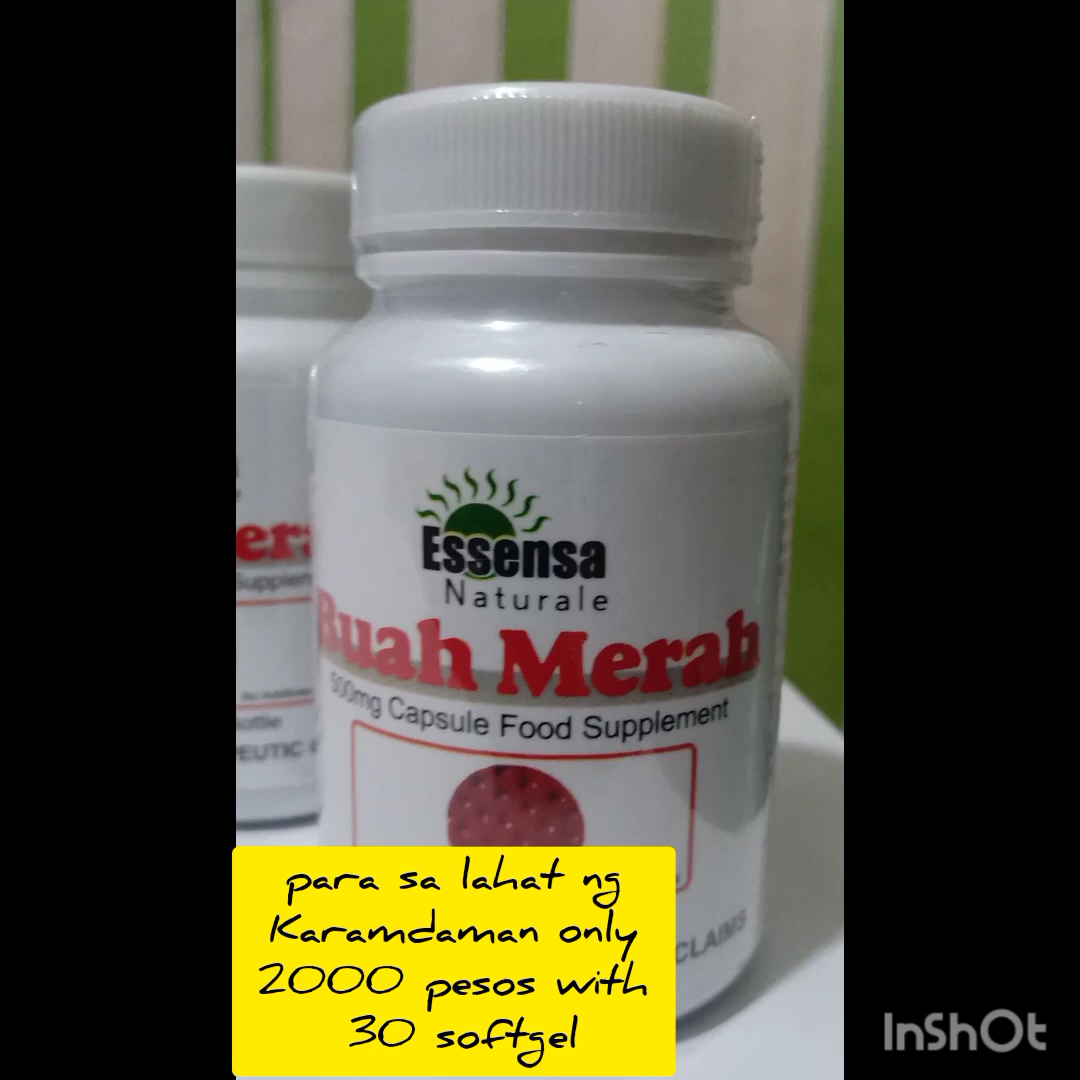 Essensa
Naturale
Buah Merah
500mg Capsule Food Supplement
CLAIMS
para sa lahat ng
Karamdaman only
2000 pesos with
30 softgel
InShOt